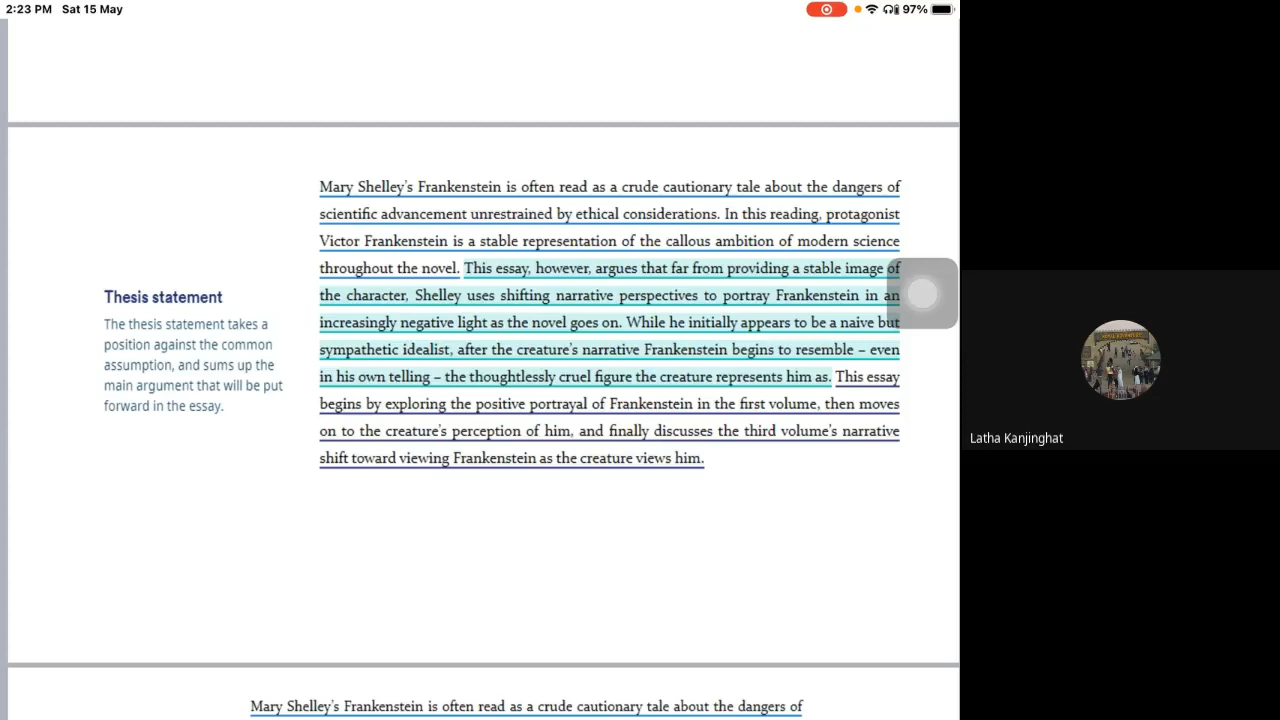 2:23 PM Sat 15 May
97%
Mary Shelley's Frankenstein is often read as a crude cautionary tale about the dangers of
scientific advancement unrestrained by ethical considerations. In this reading, protagonist
Victor Frankenstein is a stable representation of the callous ambition of modern science
throughout the novel. This essay, however, argues that far from providing a stable image of
the character, Shelley uses shifting narrative perspectives to portray Frankenstein in an
increasingly negative light as the novel goes on. While he initially appears to be a naive but
sympathetic idealist, after the creature's narrative Frankenstein begins to resemble – even
in his own telling – the thoughtlessly cruel figure the creature represents him as. This essay
begins by exploring the positive portrayal of Frankenstein in the first volume, then moves
on to the creature's perception of him, and finally discusses the third volume's narrative
shift toward viewing Frankenstein as the creature views him.
Thesis statement
The thesis statement takes a
position against the common
assumption, and sums up the
main argument that will be put
forward in the essay.
Mary Shelley's Frankenstein is often read as a crude cautionary tale about the dangers of
Latha Kanjinghat